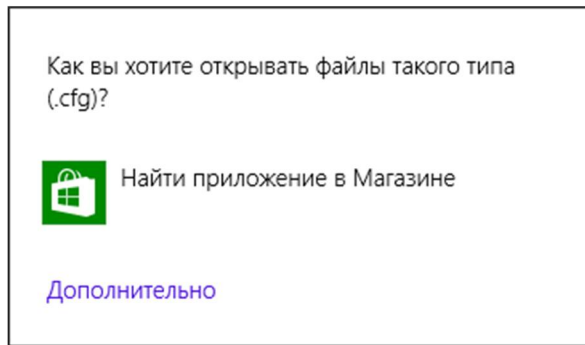 Как вы хотите открывать файлы такого типа
(.cfg)?
Найти приложение в Магазине
Дополнительно